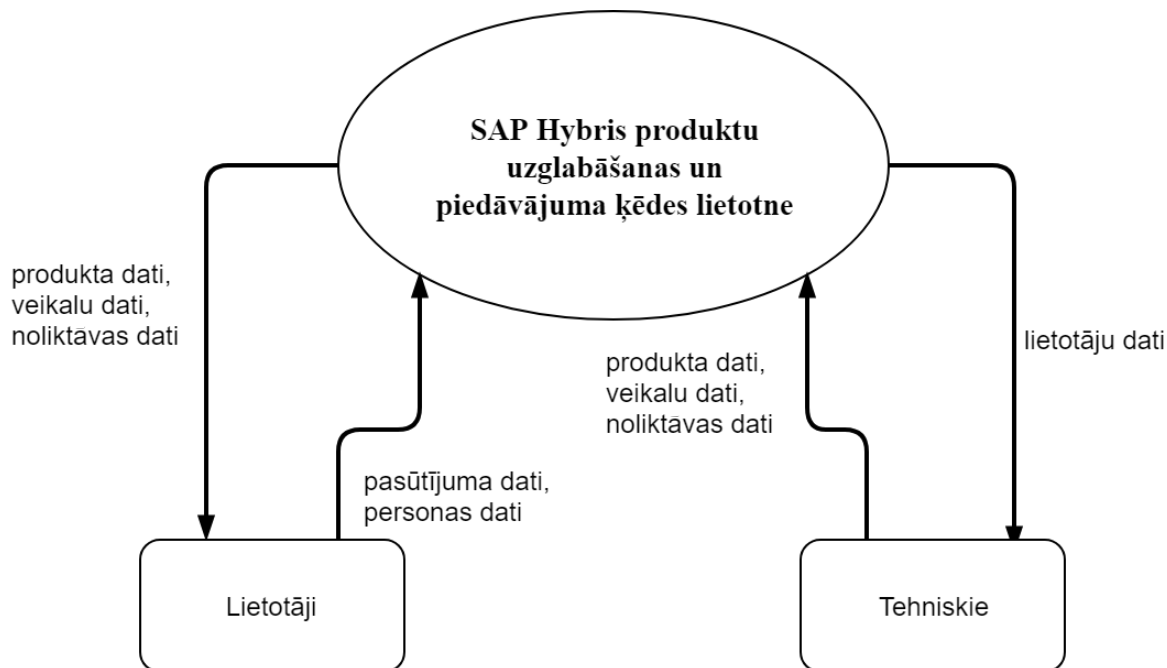 SAP Hybris produktu
uzglabāšanas un
piedāvājuma ķēdes lietotne
produkta dati,
veikalu dati,
noliktāvas dati
lietotāju dati
produkta dati,
veikalu dati,
noliktāvas dati
pasūtījuma dati,
personas dati
Lietotāji
Tehniskie